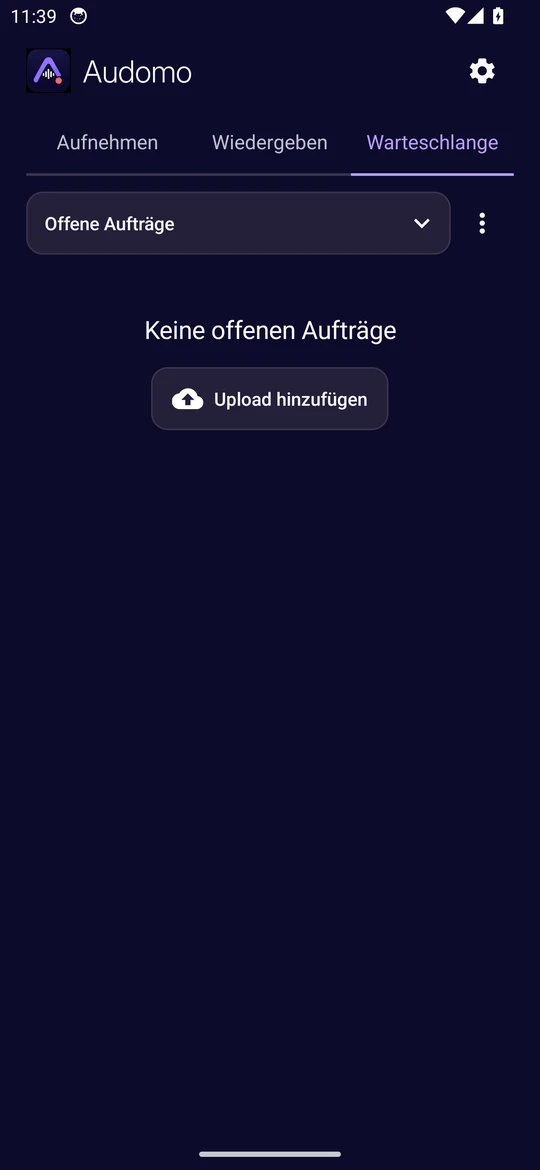 11:39
Audomo
Aufnehmen Wiedergeben Warteschlange
Offene Aufträge
Keine offenen Aufträge
Upload hinzufügen